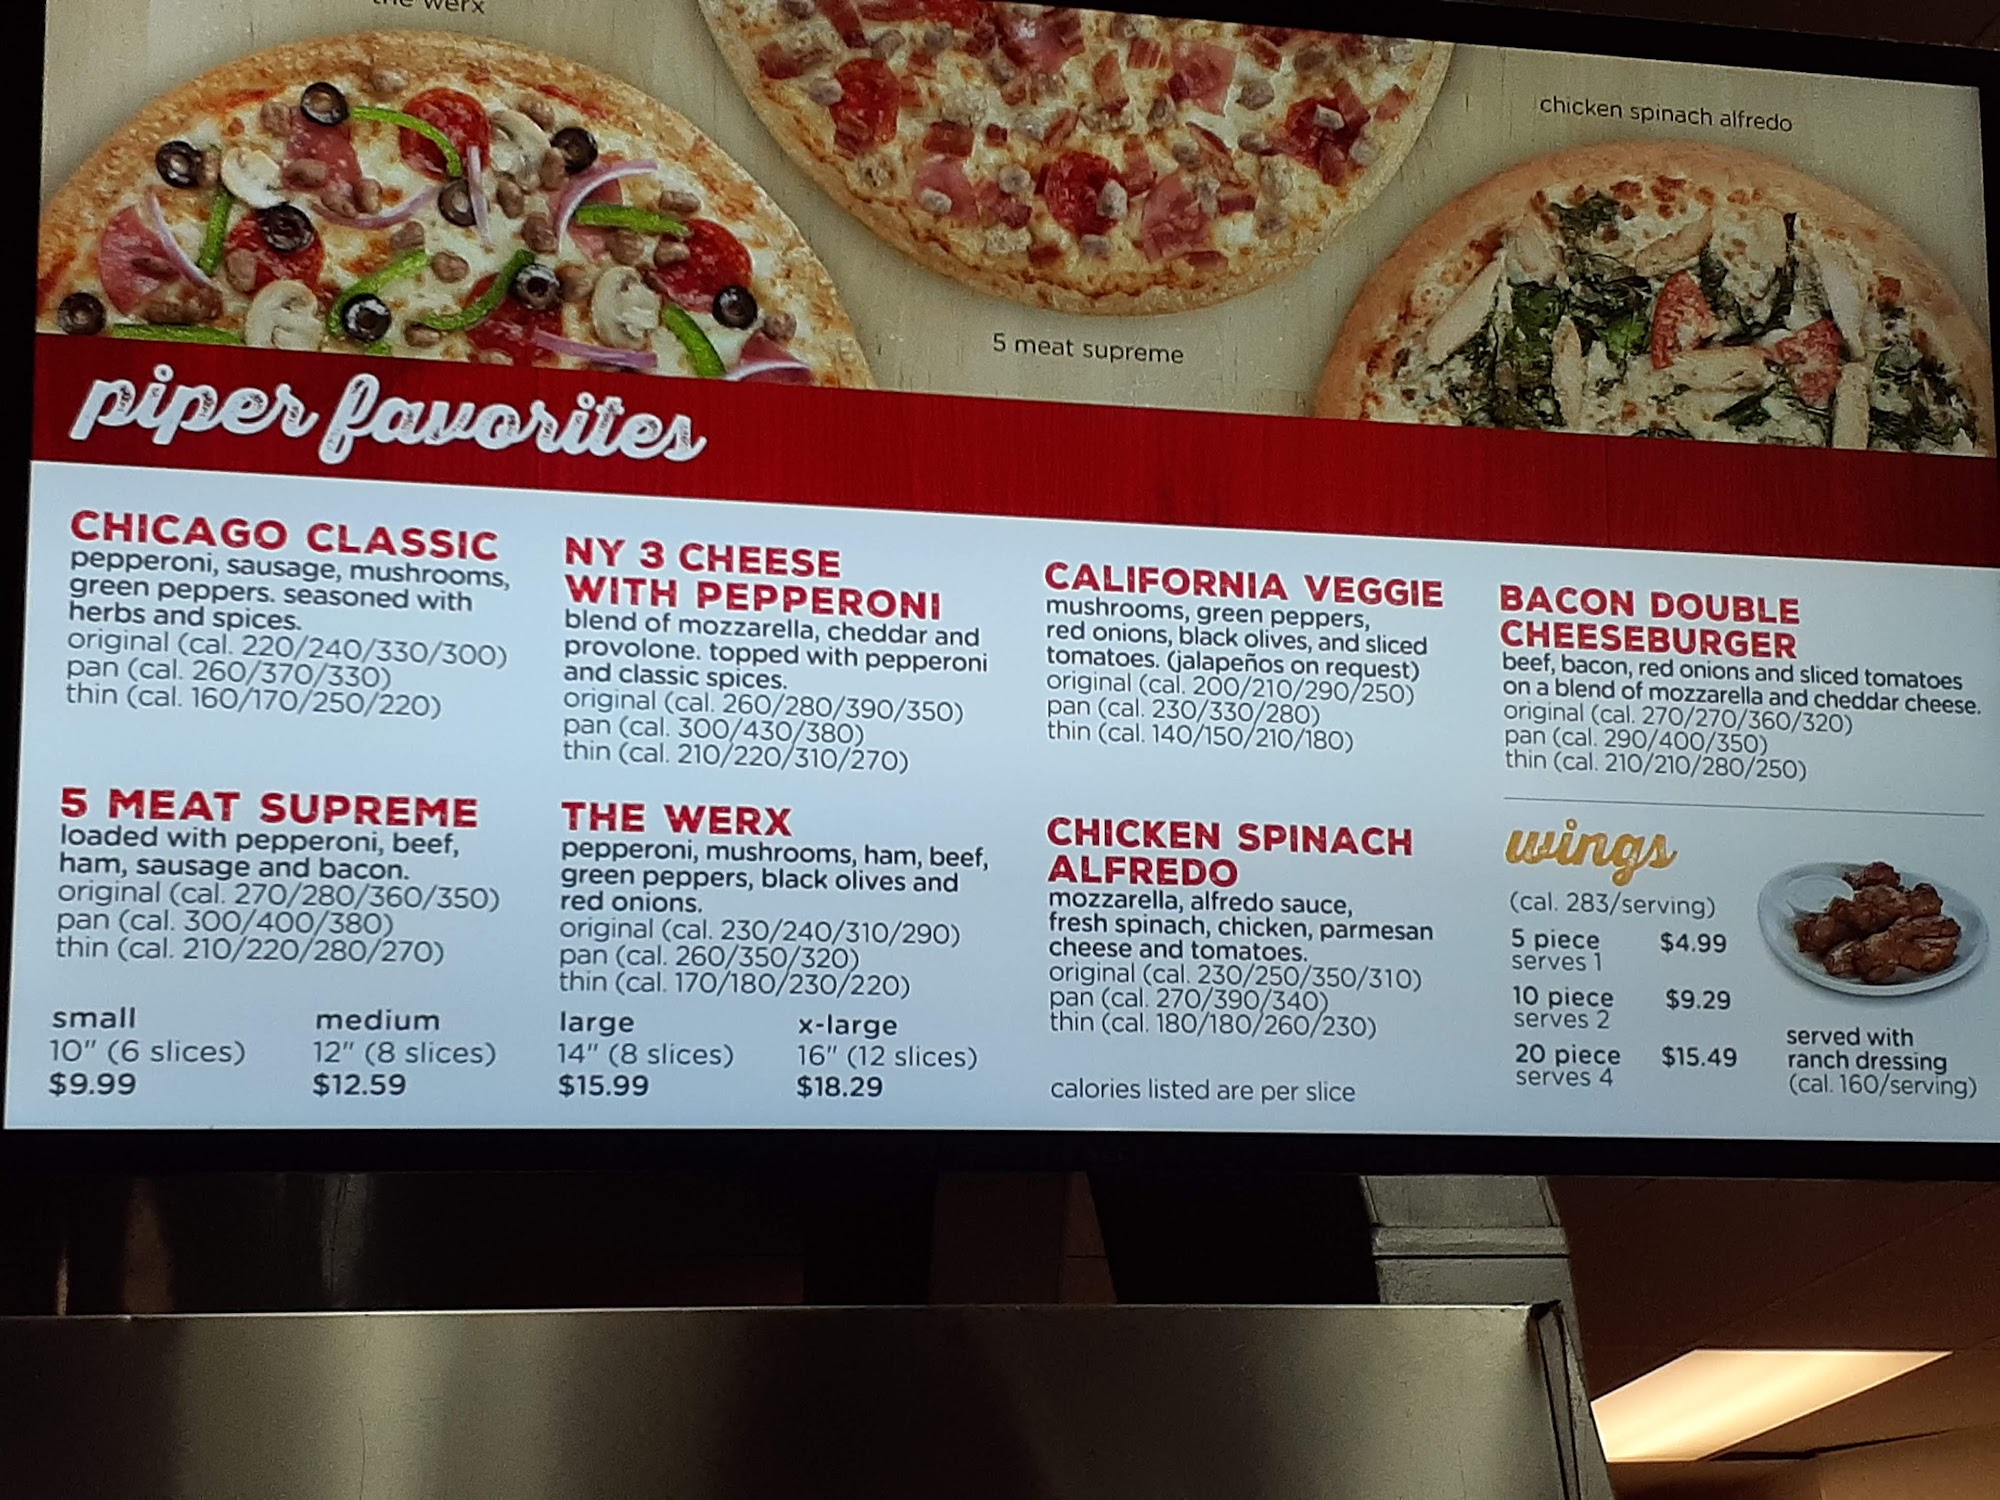 the werx
chicken spinach alfredo
5 meat supreme
piper favorites
CHICAGO CLASSIC
pepperoni, sausage, mushrooms,
green peppers. seasoned with
herbs and spices.
original (cal. 220/240/330/300)
pan (cal. 260/370/330)
thin (cal. 160/170/250/220)
NY 3 CHEESE
WITH PEPPERONI
blend of mozzarella, cheddar and
provolone. topped with pepperoni
and classic spices.
original (cal. 260/280/390/350)
pan (cal. 300/430/380)
thin (cal. 210/220/310/270)
CALIFORNIA VEGGIE
mushrooms, green peppers,
red onions, black olives, and sliced
tomatoes. (jalapeños on request)
original (cal. 200/210/290/250)
pan (cal. 230/330/280)
thin (cal. 140/150/210/180)
BACON DOUBLE
CHEESEBURGER
beef, bacon, red onions and sliced tomatoes
on a blend of mozzarella and cheddar cheese.
original (cal. 270/270/360/320)
pan (cal. 290/400/350)
thin (cal. 210/210/280/250)
5 MEAT SUPREME
loaded with pepperoni, beef,
ham, sausage and bacon.
original (cal. 270/280/360/350)
pan (cal. 300/400/380)
thin (cal. 210/220/280/270)
THE WERX
pepperoni, mushrooms, ham, beef,
green peppers, black olives and
red onions.
original (cal. 230/240/310/290)
pan (cal. 260/350/320)
thin (cal. 170/180/230/220)
CHICKEN SPINACH
ALFREDO
mozzarella, alfredo sauce,
fresh spinach, chicken, parmesan
cheese and tomatoes.
original (cal. 230/250/350/310)
pan (cal. 270/390/340)
thin (cal. 180/180/260/230)
wings
(cal. 283/serving)
5 piece $4.99
serves 1
10 piece $9.29
serves 2
20 piece $15.49
serves 4
served with
ranch dressing
(cal. 160/serving)
small medium large x-large
10" (6 slices) 12" (8 slices) 14" (8 slices) 16" (12 slices)
$9.99 $12.59 $15.99 $18.29
calories listed are per slice